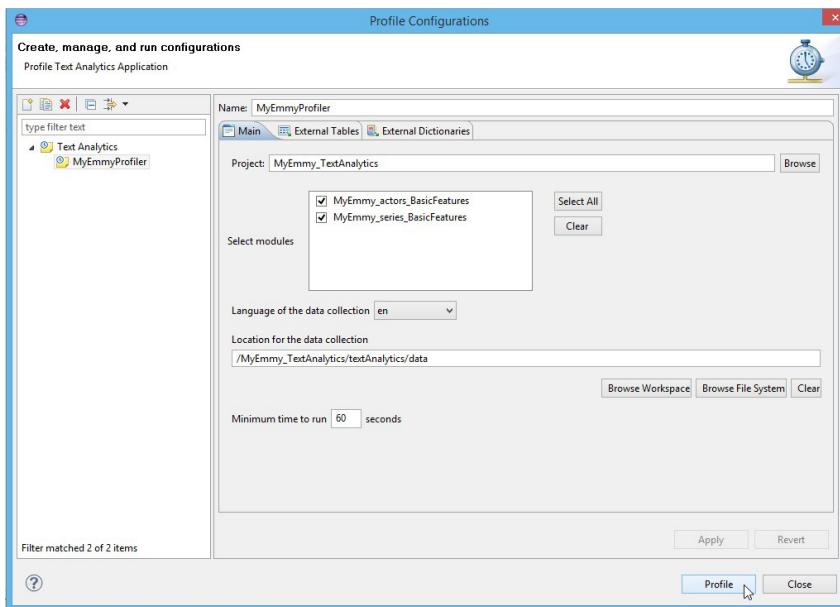 Profile Configurations
x
Create, manage, and run configurations
Profile Text Analytics Application
type filter text
Text Analytics
MyEmmyProfiler
Filter matched 2 of 2 items
Name: MyEmmyProfiler
Main External Tables External Dictionaries
Project: MyEmmy_TextAnalytics Browse
Select modules
MyEmmy_actors_BasicFeatures
MyEmmy_series_BasicFeatures
Select All
Clear
Language of the data collection en
Location for the data collection
/MyEmmy_TextAnalytics/textAnalytics/data
Browse Workspace Browse File System Clear
Minimum time to run 60 seconds
Apply Revert
? Profile Close